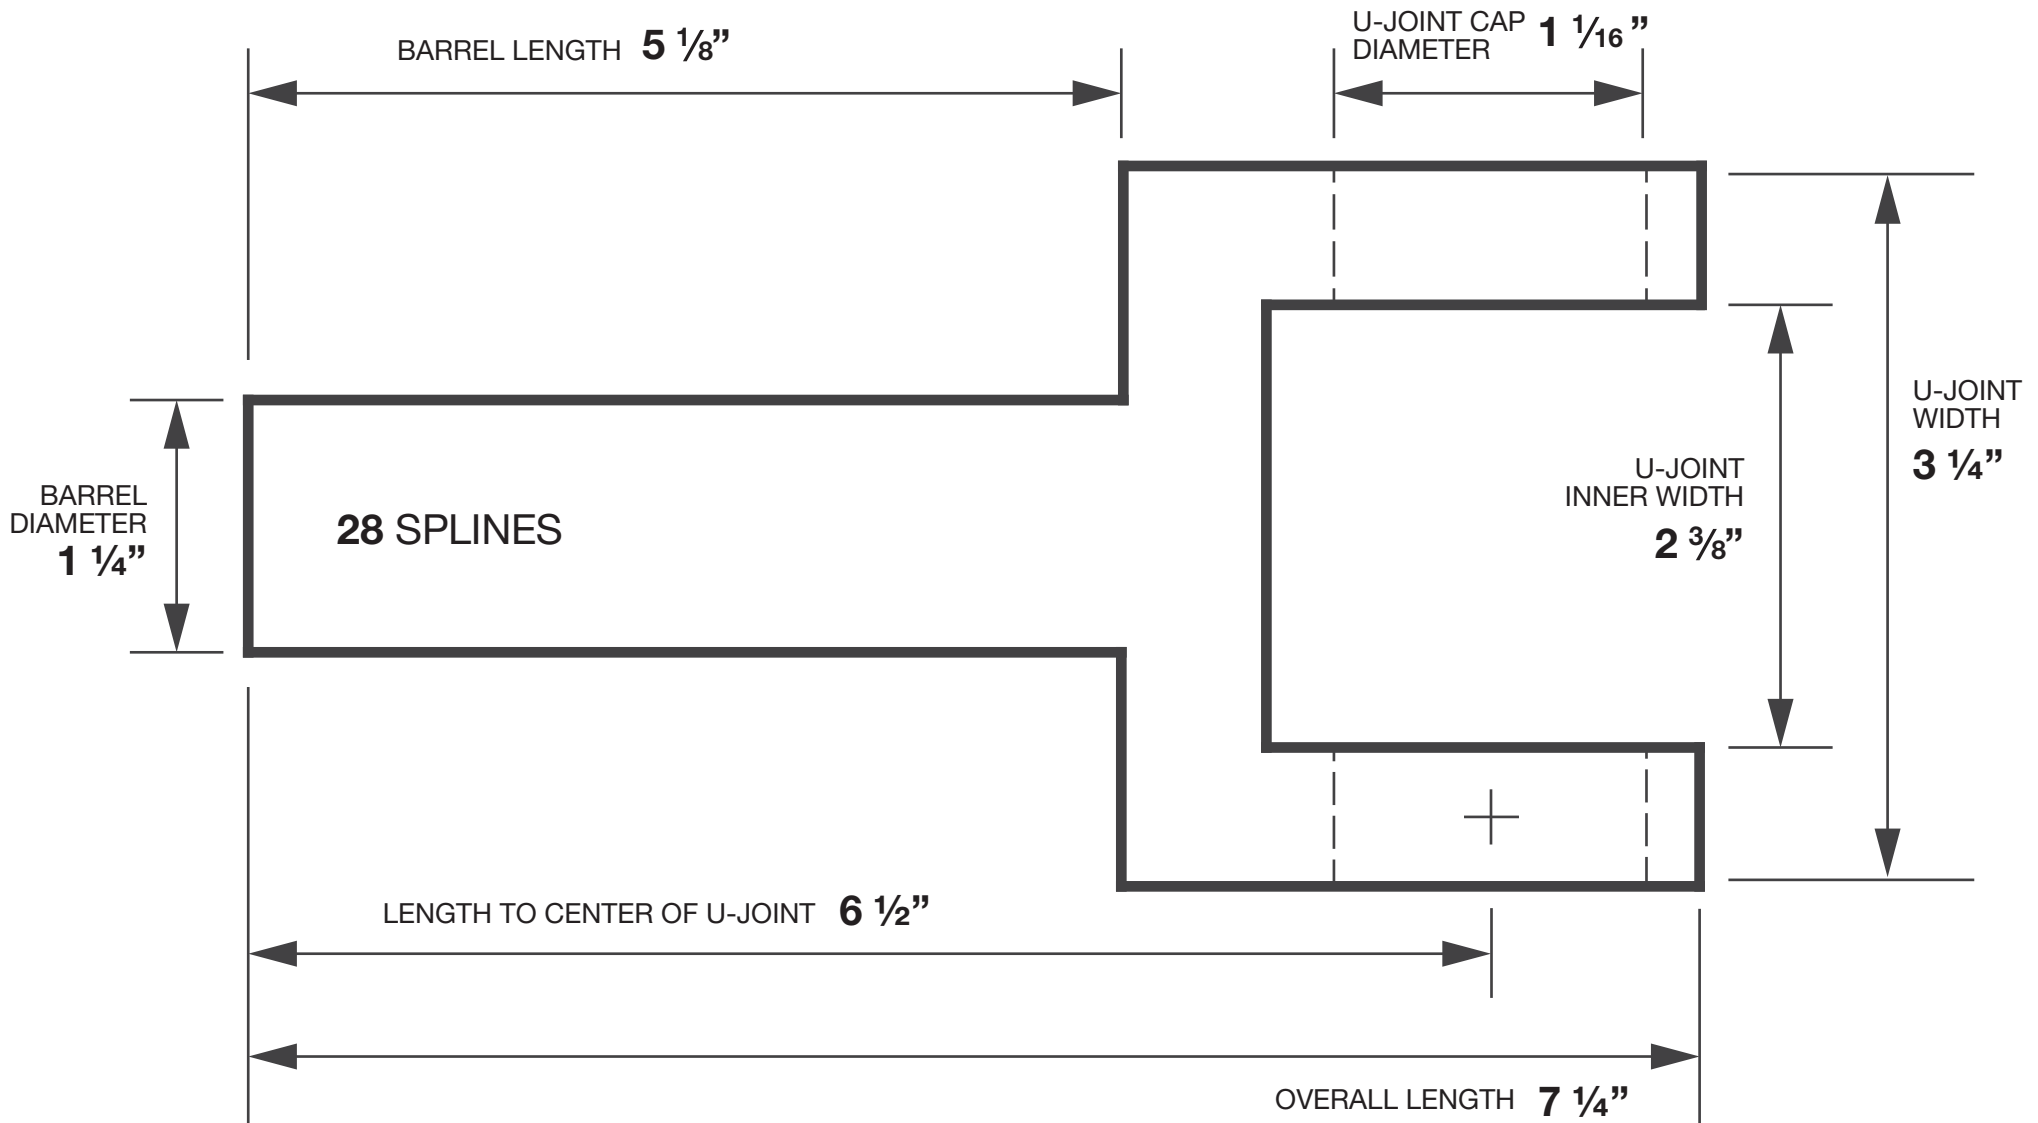 BARREL LENGTH 5 ⅛”
U-JOINT CAP
DIAMETER 1 1⁄16 ”
BARREL
DIAMETER
1 ¼”
28 SPLINES
U-JOINT
INNER WIDTH
2 ⅜”
U-JOINT
WIDTH
3 ¼”
LENGTH TO CENTER OF U-JOINT 6 ½”
OVERALL LENGTH 7 ¼”